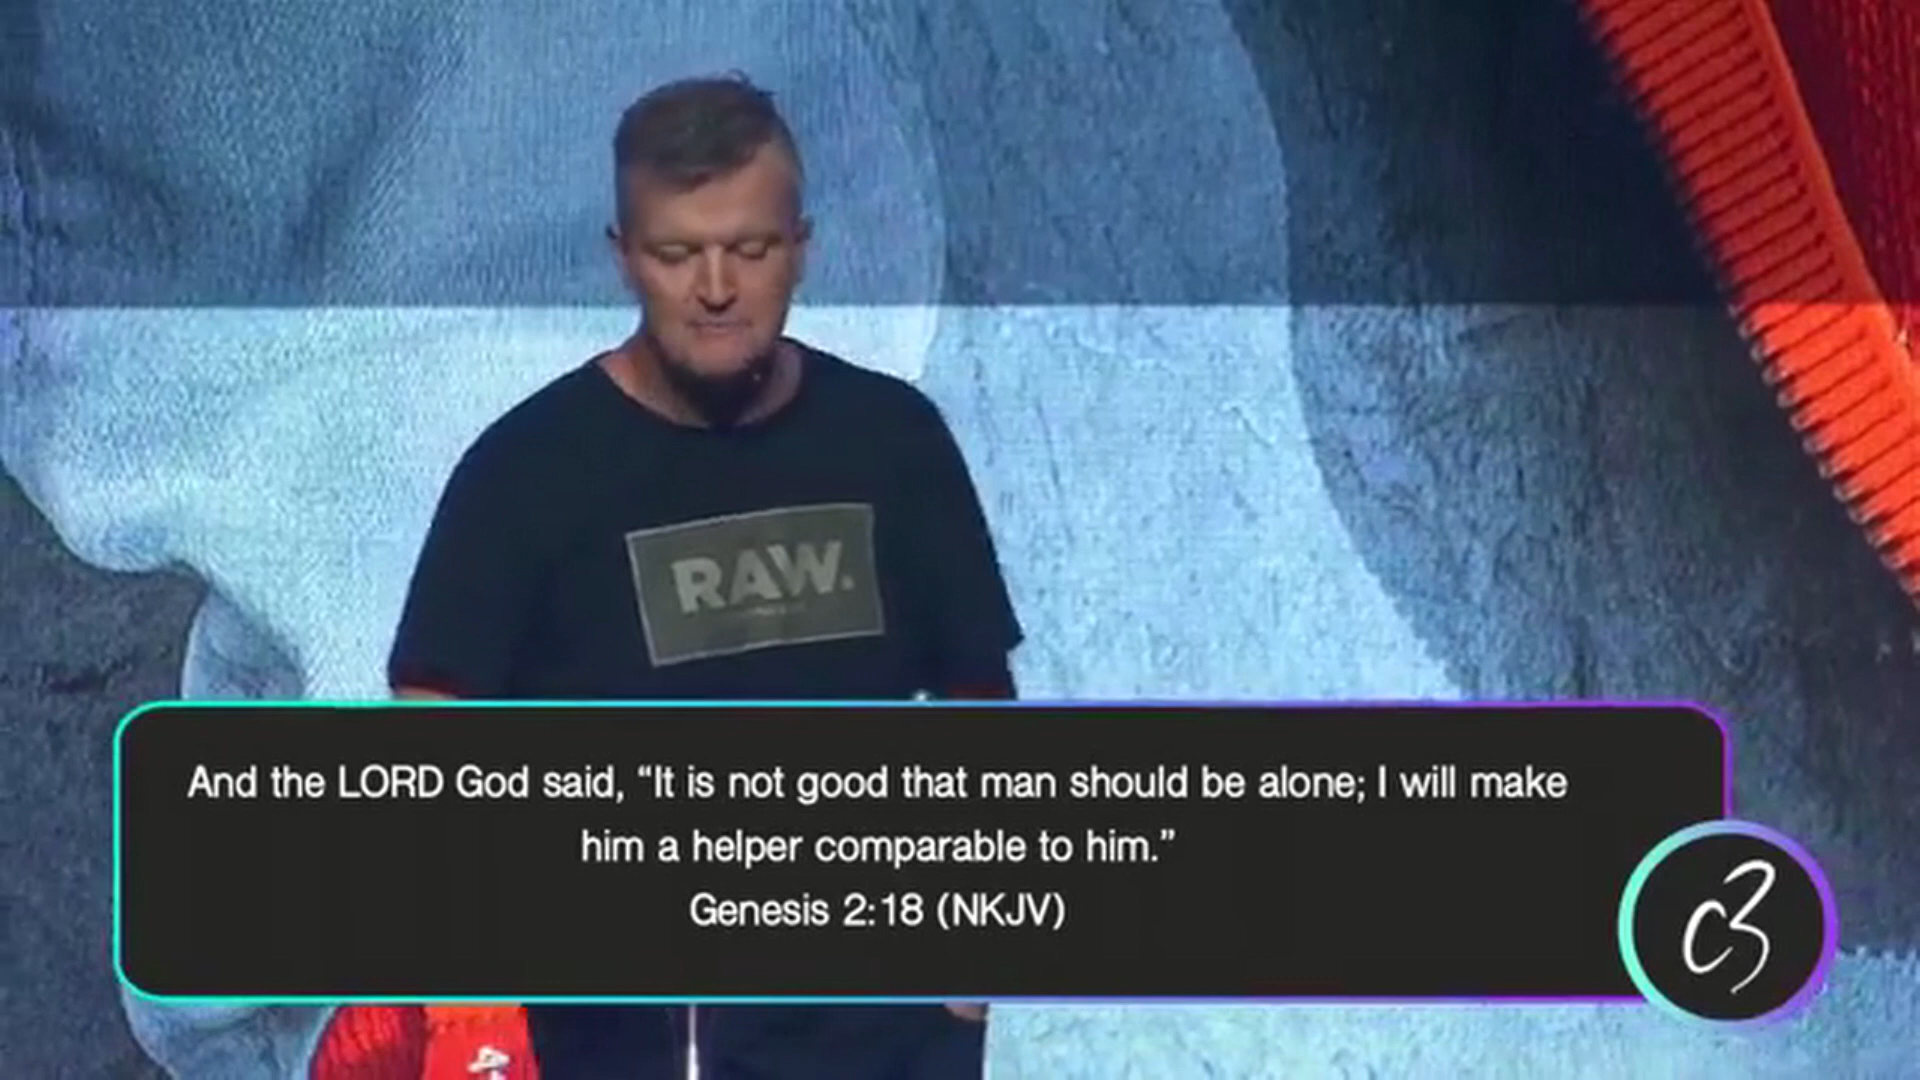 RAW.
And the LORD God said, “It is not good that man should be alone; I will make
him a helper comparable to him.”
Genesis 2:18 (NKJV)
c3